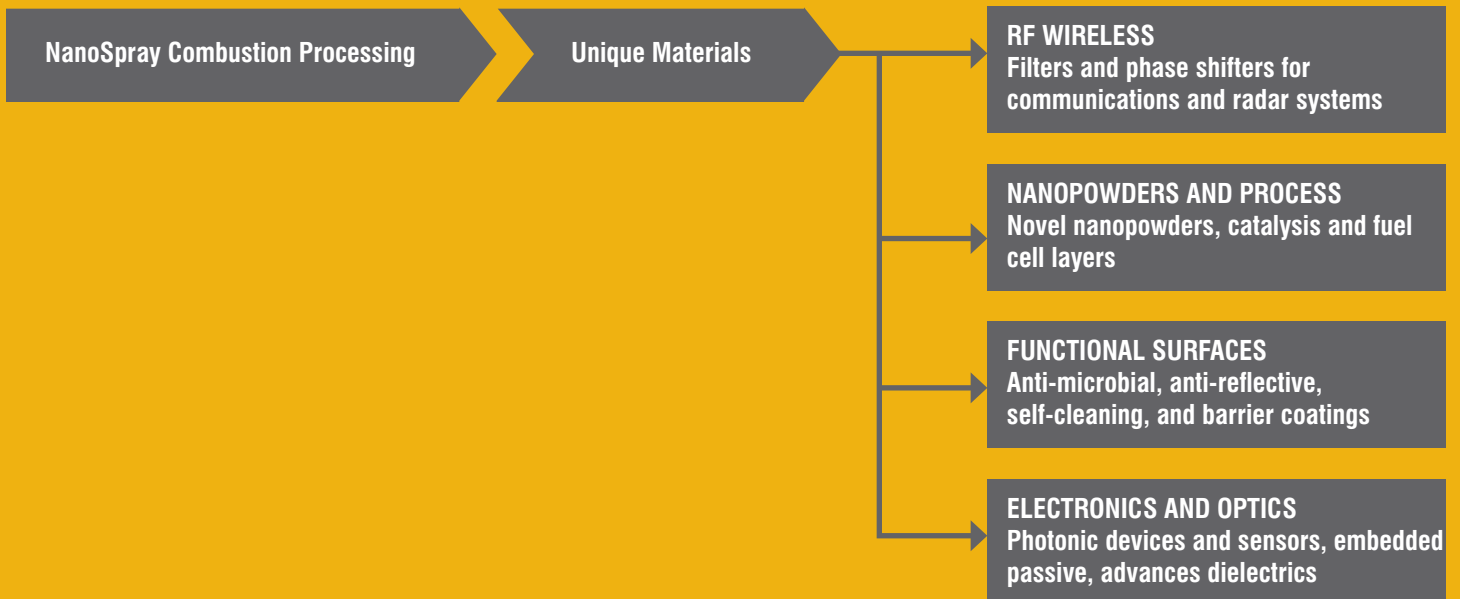 NanoSpray Combustion Processing
Unique Materials
RF WIRELESS
Filters and phase shifters for
communications and radar systems
NANOPOWDERS AND PROCESS
Novel nanopowders, catalysis and fuel
cell layers
FUNCTIONAL SURFACES
Anti-microbial, anti-reflective,
self-cleaning, and barrier coatings
ELECTRONICS AND OPTICS
Photonic devices and sensors, embedded
passive, advances dielectrics